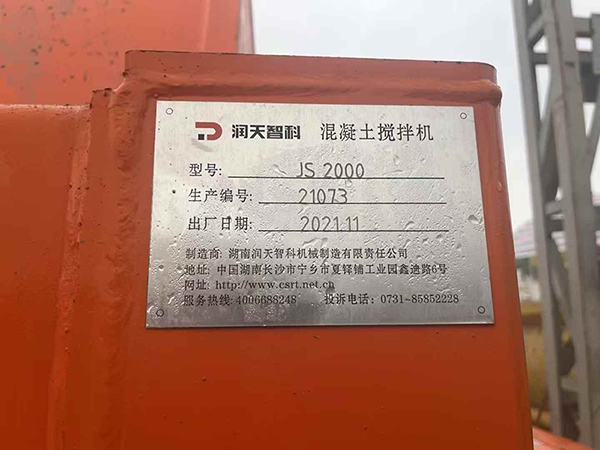 润天智科 混凝土搅拌机
型号: JS 2000
生产编号: 21073
出厂日期: 2021.11
制造商: 湖南润天智科机械制造有限责任公司
地址: 中国湖南长沙市宁乡市夏铎铺工业园鑫迪路6号
网址: http://www.csrt.net.cn
服务热线: 4006688248 投诉电话: 0731-85852228